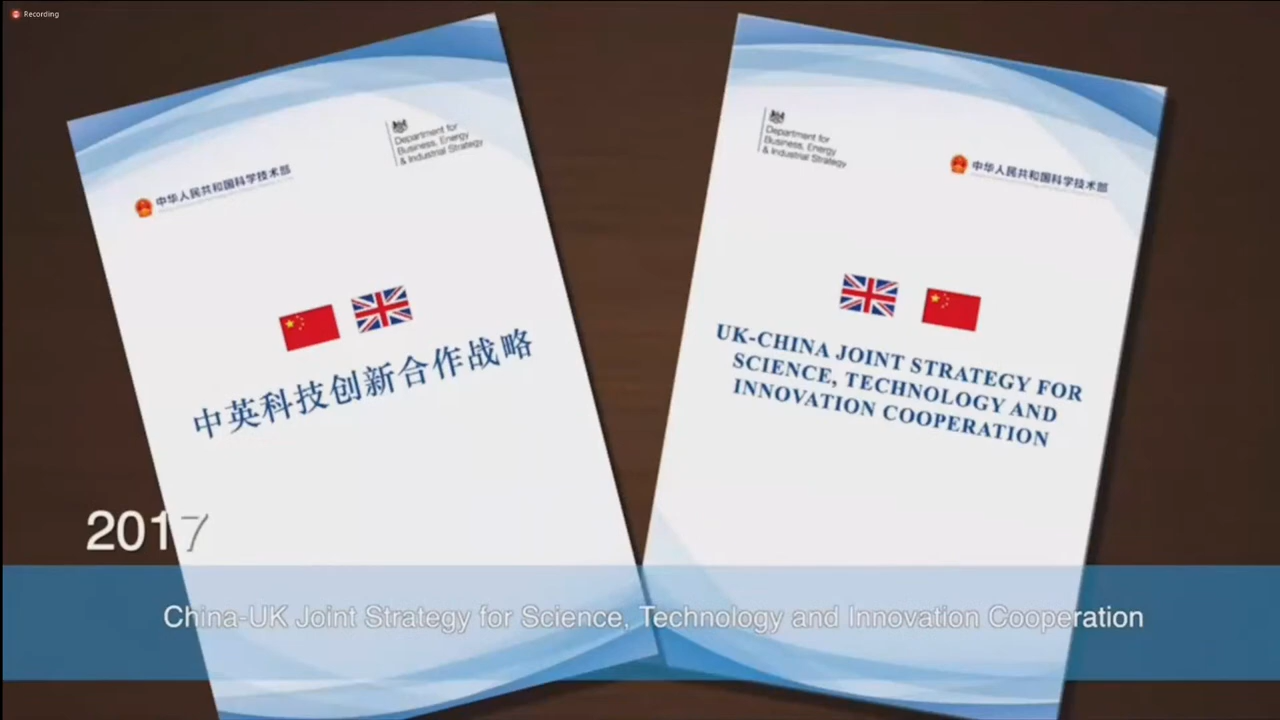 Recording
Department for
Business, Energy
& Industrial Strategy
中华人民共和国科学技术部
中英科技创新合作战略
Department for
Business, Energy
& Industrial Strategy
中华人民共和国科学技术部
UK-CHINA JOINT STRATEGY FOR
SCIENCE, TECHNOLOGY AND
INNOVATION COOPERATION
2017
China-UK Joint Strategy for Science, Technology and Innovation Cooperation